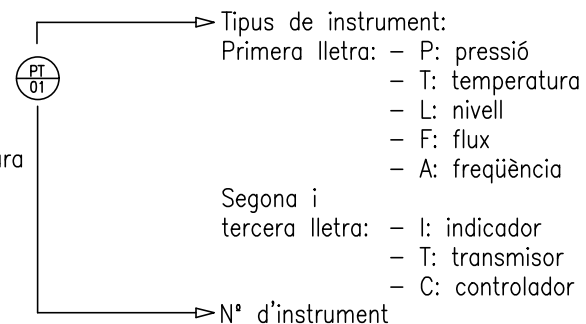 Tipus de instrument:
Primera lletra: – P: pressió
– T: temperatura
– L: nivell
– F: flux
– A: freqüència
Segona i
tercera lletra: – I: indicador
– T: transmisor
– C: controlador
Nº d'instrument
PT
01